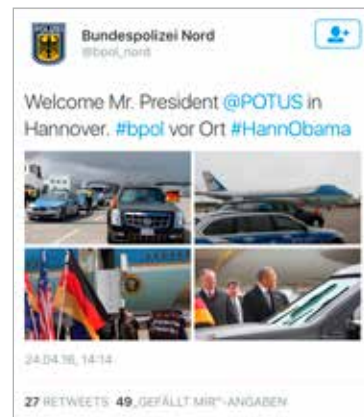 Bundespolizei Nord
@bpol_nord
Welcome Mr. President @POTUS in
Hannover. #bpol vor Ort #HannObama
24.04.16, 14:14
27 RETWEETS 49 „GEFÄLLT MIR"-ANGABEN